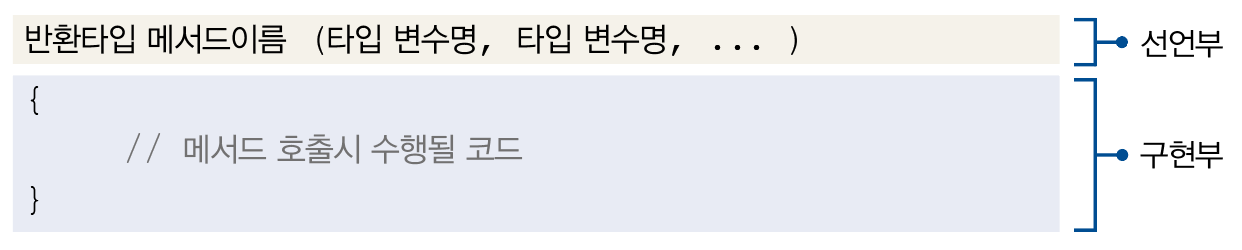 반환타입 메서드이름 (타입 변수명, 타입 변수명, ... )
선언부
{
// 메서드 호출시 수행될 코드
구현부
}